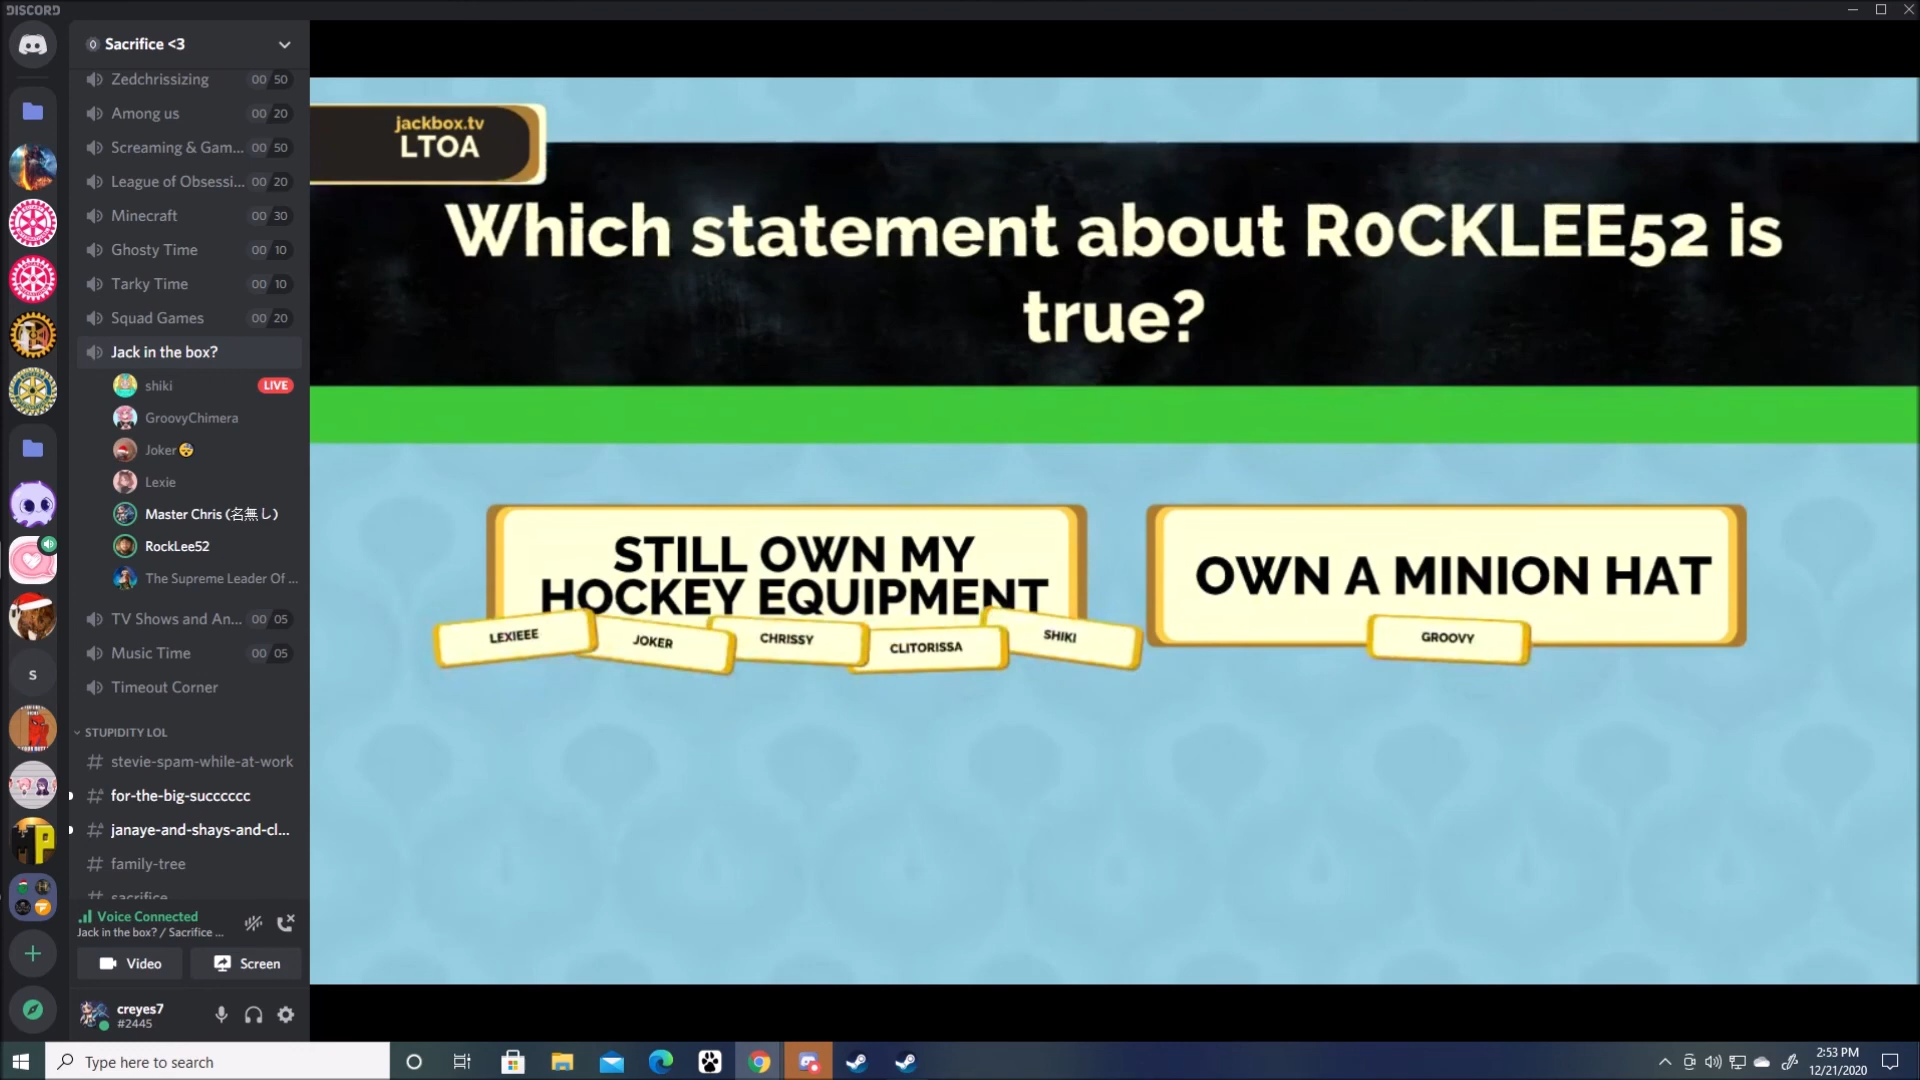 DISCORD
Sacrifice <3
Zedchrissizing 00 50
Among us 00 20
Screaming & Gam... 00 50
League of Obsessi... 00 20
Minecraft 00 30
Ghosty Time 00 10
Tarky Time 00 10
Squad Games 00 20
Jack in the box?
shiki LIVE
GroovyChimera
Joker 😴
Lexie
Master Chris (名無し)
RockLee52
The Supreme Leader Of ...
TV Shows and An... 00 05
Music Time 00 05
Timeout Corner
STUPIDITY LOL
# stevie-spam-while-at-work
# for-the-big-succcccc
# janaye-and-shays-and-cl...
# family-tree
# sacrifice
Voice Connected
Jack in the box? / Sacrifice ...
Video Screen
creyes7
#2445
S
jackbox.tv
LTOA
Which statement about R0CKLEE52 is
true?
STILL OWN MY
HOCKEY EQUIPMENT
LEXIEEE
JOKER
CHRISSY
CLITORISSA
SHIKI
OWN A MINION HAT
GROOVY
Type here to search
2:53 PM
12/21/2020